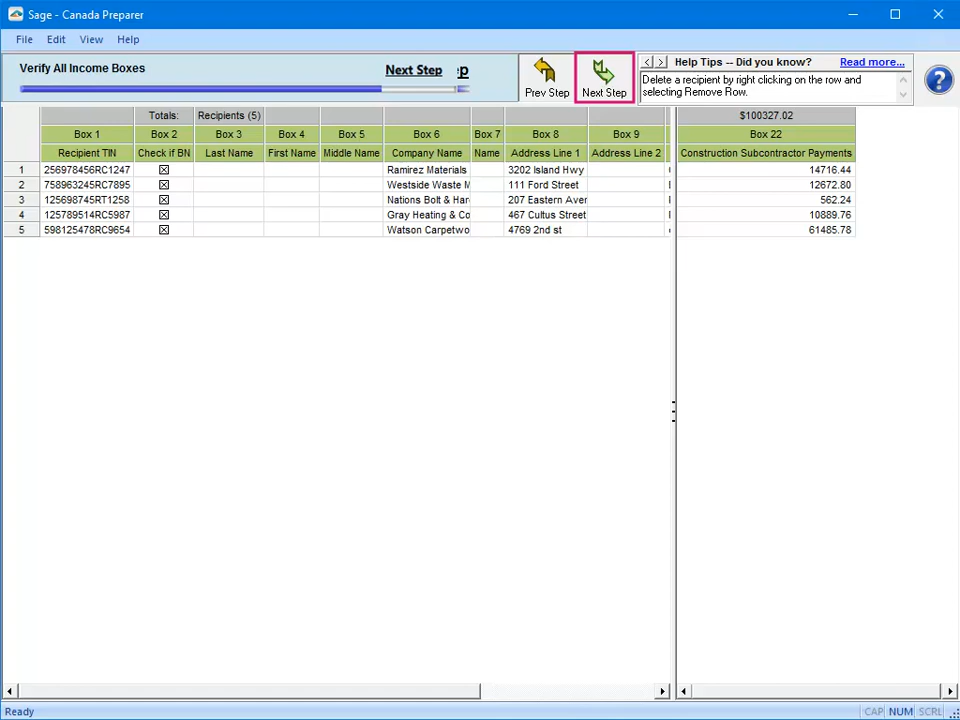 Sage - Canada Preparer
File Edit View Help
Verify All Income Boxes
Next Step
Prev Step
Next Step
Help Tips -- Did you know? Read more...
Delete a recipient by right clicking on the row and
selecting Remove Row.
Totals: Recipients (5) $100327.02
Box 1 Box 2 Box 3 Box 4 Box 5 Box 6 Box 7 Box 8 Box 9 Box 22
Recipient TIN Check if BN Last Name First Name Middle Name Company Name Name Address Line 1 Address Line 2 Construction Subcontractor Payments
1 256978456RC1247 Ramirez Materials 3202 Island Hwy 14716.44
2 758963245RC7895 Westside Waste M 111 Ford Street 12672.80
3 125698745RT1258 Nations Bolt & Har 207 Eastern Aver 562.24
4 125789514RC5987 Gray Heating & Co 467 Cultus Street 10889.76
5 598125478RC9654 Watson Carpetwo 4769 2nd st 61485.78
Ready CAP NUM SCRL